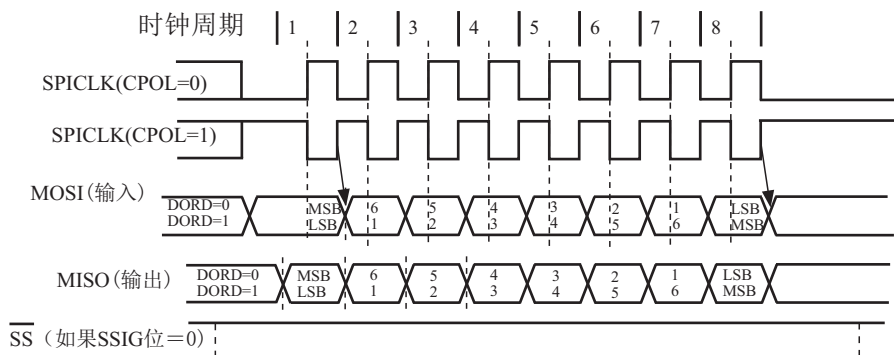 时钟周期 1 2 3 4 5 6 7 8
SPICLK(CPOL=0)
SPICLK(CPOL=1)
MOSI(输入)
DORD=0 MSB 6 5 4 3 2 1 LSB
DORD=1 LSB 1 2 3 4 5 6 MSB
MISO(输出)
DORD=0 MSB 6 5 4 3 2 1 LSB
DORD=1 LSB 1 2 3 4 5 6 MSB
SS（如果SSIG位＝0）